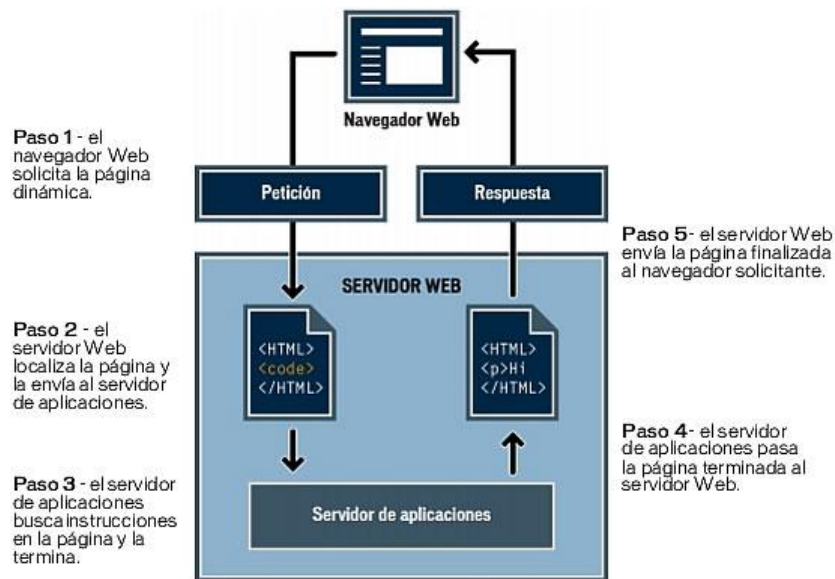 Navegador Web
Paso 1 - el
navegador Web
solicita la página
dinámica.
Petición
Respuesta
Paso 5 - el servidor Web
envía la página finalizada
al navegador solicitante.
SERVIDOR WEB
Paso 2 - el
servidor Web
localiza la página y
la envía al servidor
de aplicaciones.
<HTML>
<code>
</HTML>
<HTML>
<p>Hi
</HTML>
Paso 4 - el servidor
de aplicaciones pasa
la página terminada al
servidor Web.
Paso 3 - el servidor
de aplicaciones
busca instrucciones
en la página y la
termina.
Servidor de aplicaciones